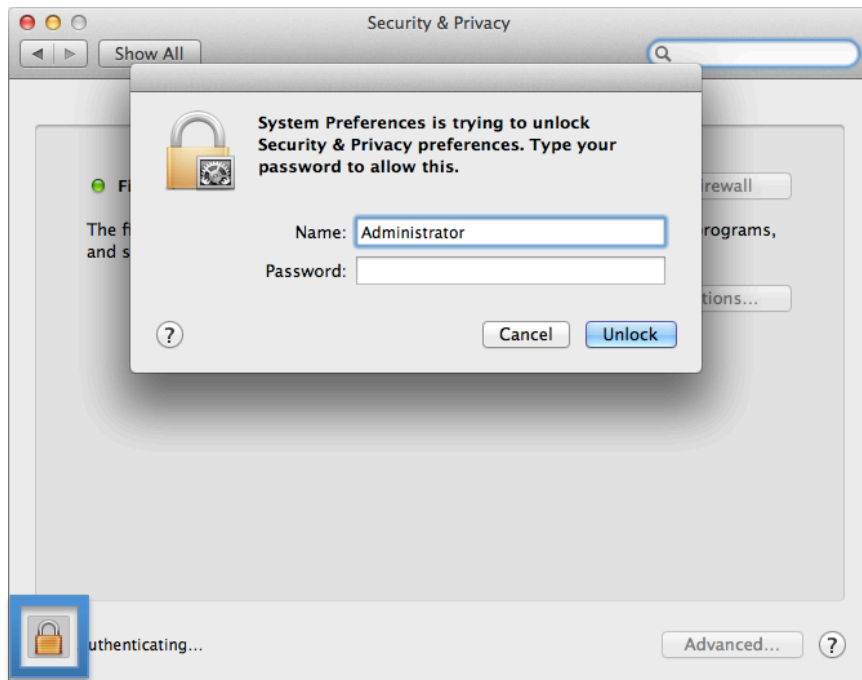 Security & Privacy
Show All
System Preferences is trying to unlock
Security & Privacy preferences. Type your
password to allow this.
Fi
irewall
The fi
rograms,
and s
Name: Administrator
Password:
tions...
?
Cancel
Unlock
uthenticating...
Advanced...
?